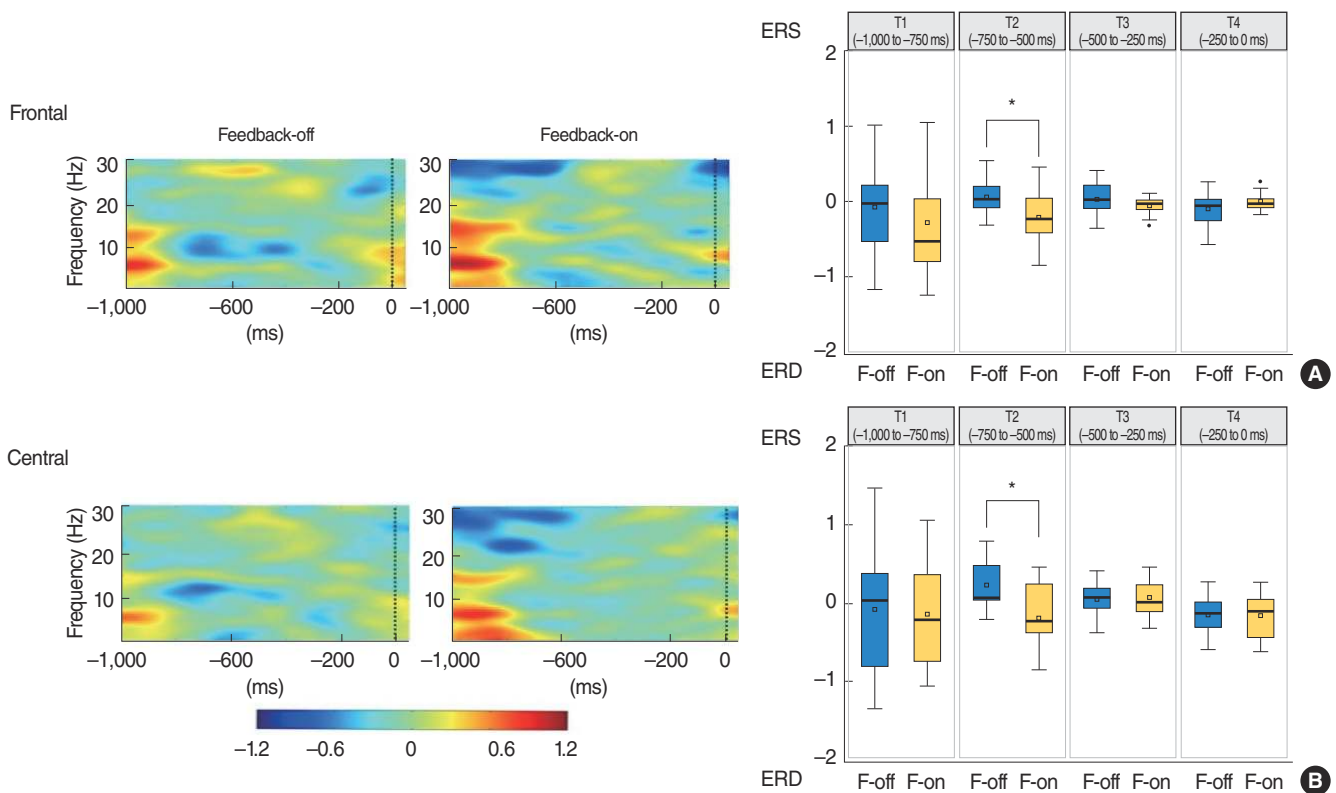 Frontal
Feedback-off
Feedback-on
Frequency (Hz)
30
20
10
–1,000
–600
–200
0
(ms)
30
20
10
–1,000
–600
–200
0
(ms)
ERS
T1
(–1,000 to –750 ms)
T2
(–750 to –500 ms)
T3
(–500 to –250 ms)
T4
(–250 to 0 ms)
2
1
0
–1
–2
*
ERD
F-off F-on F-off F-on F-off F-on F-off F-on
A
Central
Frequency (Hz)
30
20
10
–1,000
–600
–200
0
(ms)
30
20
10
–1,000
–600
–200
0
(ms)
–1.2 –0.6 0 0.6 1.2
ERS
T1
(–1,000 to –750 ms)
T2
(–750 to –500 ms)
T3
(–500 to –250 ms)
T4
(–250 to 0 ms)
2
1
0
–1
–2
*
ERD
F-off F-on F-off F-on F-off F-on F-off F-on
B